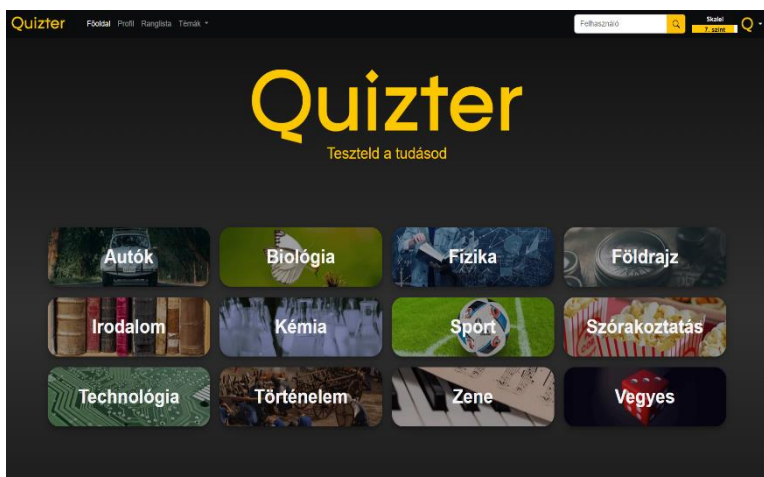 Quizter Főoldal Profil Ranglista Témák Felhasználó Skalei
7. szint Q
Quizter
Teszteld a tudásod
Autók Biológia Fizika Földrajz
Irodalom Kémia Sport Szórakoztatás
Technológia Történelem Zene Vegyes